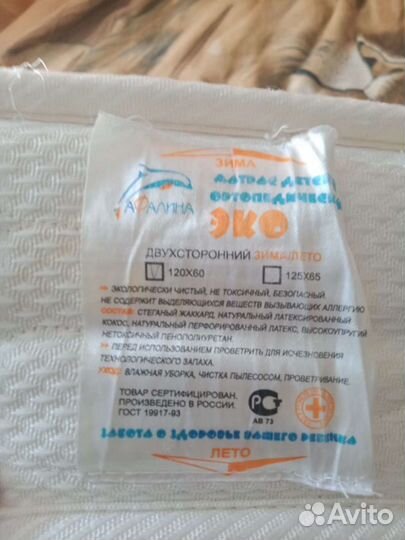 ЗИМА
АФАЛИНА
МАТРАС ДЕТСКИЙ
ОРТОПЕДИЧЕСКИЙ
ЭКО
ДВУХСТОРОННИЙ ЗИМА/ЛЕТО
120X60 125X65
ЭКОЛОГИЧЕСКИ ЧИСТЫЙ, НЕ ТОКСИЧНЫЙ, БЕЗОПАСНЫЙ,
НЕ СОДЕРЖИТ ВЫДЕЛЯЮЩИХСЯ ВЕЩЕСТВ ВЫЗЫВАЮЩИХ АЛЛЕРГИЮ
СОСТАВ: СТЕГАНЫЙ ЖАККАРД, НАТУРАЛЬНЫЙ ЛАТЕКСИРОВАННЫЙ
КОКОС, НАТУРАЛЬНЫЙ ПЕРФОРИРОВАННЫЙ ЛАТЕКС, ВЫСОКОУПРУГИЙ
НЕТОКСИЧНЫЙ ПЕНОПОЛИУРЕТАН.
ПЕРЕД ИСПОЛЬЗОВАНИЕМ ПРОВЕТРИТЬ ДЛЯ ИСЧЕЗНОВЕНИЯ
ТЕХНОЛОГИЧЕСКОГО ЗАПАХА.
УХОД: ВЛАЖНАЯ УБОРКА, ЧИСТКА ПЫЛЕСОСОМ, ПРОВЕТРИВАНИЕ.
ТОВАР СЕРТИФИЦИРОВАН.
ПРОИЗВЕДЕНО В РОССИИ.
ГОСТ 19917-93
АВ 73
ЗАБОТА О ЗДОРОВЬЕ ВАШЕГО РЕБЕНКА
ЛЕТО
Avito